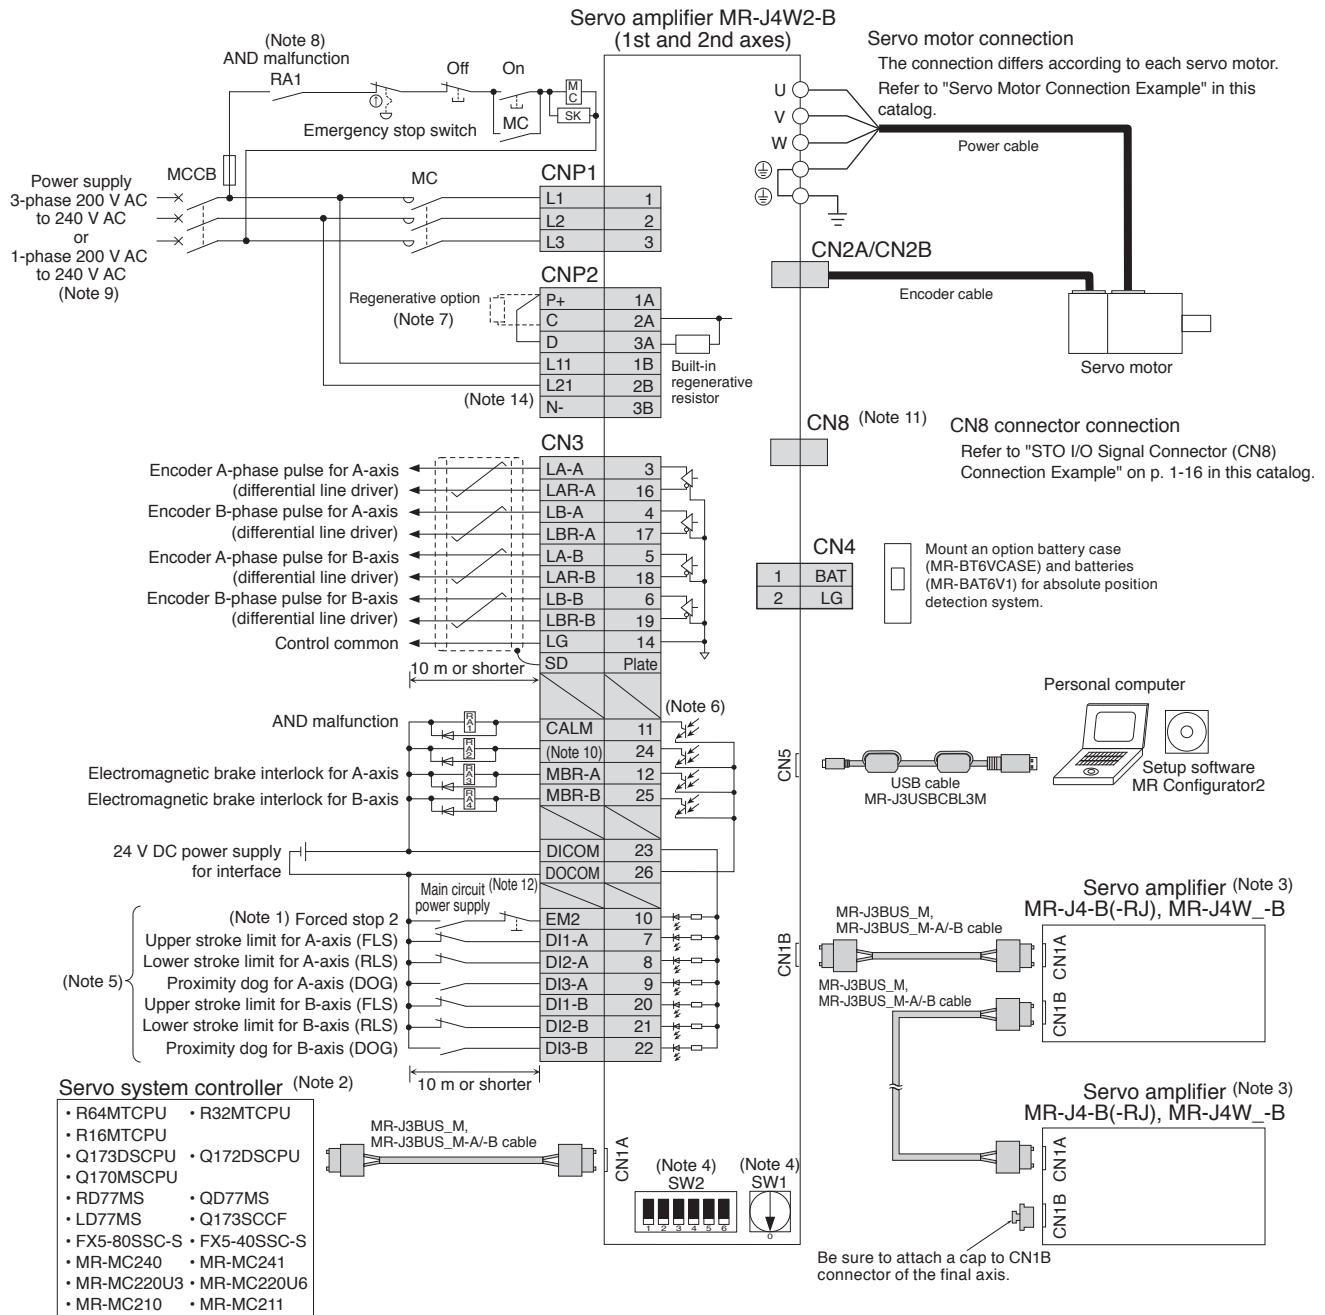 Servo amplifier MR-J4W2-B
(1st and 2nd axes)
(Note 8)
AND malfunction
RA1
Off
On
M
C
SK
MC
Emergency stop switch
Servo motor connection
The connection differs according to each servo motor.
Refer to "Servo Motor Connection Example" in this
catalog.
U
V
W
Power cable
MCCB
MC
Power supply
3-phase 200 V AC
to 240 V AC
or
1-phase 200 V AC
to 240 V AC
(Note 9)
CNP1
L1 1
L2 2
L3 3
CN2A/CN2B
Encoder cable
Servo motor
CNP2
Regenerative option
(Note 7)
P+ 1A
C 2A
D 3A
L11 1B
L21 2B
N- 3B
(Note 14)
Built-in
regenerative
resistor
CN8 (Note 11)
CN8 connector connection
Refer to "STO I/O Signal Connector (CN8)
Connection Example" on p. 1-16 in this catalog.
CN3
Encoder A-phase pulse for A-axis LA-A 3
(differential line driver) LAR-A 16
Encoder B-phase pulse for A-axis LB-A 4
(differential line driver) LBR-A 17
Encoder A-phase pulse for B-axis LA-B 5
(differential line driver) LAR-B 18
Encoder B-phase pulse for B-axis LB-B 6
(differential line driver) LBR-B 19
Control common LG 14
SD Plate
10 m or shorter
CN4
1 BAT
2 LG
Mount an option battery case
(MR-BT6VCASE) and batteries
(MR-BAT6V1) for absolute position
detection system.
(Note 6)
AND malfunction RA1 CALM 11
RA2 (Note 10) 24
Electromagnetic brake interlock for A-axis RA3 MBR-A 12
Electromagnetic brake interlock for B-axis RA4 MBR-B 25
Personal computer
CN5
USB cable
MR-J3USBCBL3M
Setup software
MR Configurator2
24 V DC power supply
for interface
DICOM 23
DOCOM 26
Main circuit
power supply
(Note 12)
(Note 1) Forced stop 2 EM2 10
Upper stroke limit for A-axis (FLS) DI1-A 7
Lower stroke limit for A-axis (RLS) DI2-A 8
(Note 5)
Proximity dog for A-axis (DOG) DI3-A 9
Upper stroke limit for B-axis (FLS) DI1-B 20
Lower stroke limit for B-axis (RLS) DI2-B 21
Proximity dog for B-axis (DOG) DI3-B 22
10 m or shorter
Servo amplifier (Note 3)
MR-J4-B(-RJ), MR-J4W_-B
MR-J3BUS_M,
MR-J3BUS_M-A/-B cable
CN1B
CN1A
MR-J3BUS_M,
MR-J3BUS_M-A/-B cable
CN1B
Servo amplifier (Note 3)
MR-J4-B(-RJ), MR-J4W_-B
CN1A
CN1B
Be sure to attach a cap to CN1B
connector of the final axis.
Servo system controller (Note 2)
• R64MTCPU • R32MTCPU
• R16MTCPU
• Q173DSCPU • Q172DSCPU
• Q170MSCPU
• RD77MS • QD77MS
• LD77MS • Q173SCCF
• FX5-80SSC-S • FX5-40SSC-S
• MR-MC240 • MR-MC241
• MR-MC220U3 • MR-MC220U6
• MR-MC210 • MR-MC211
MR-J3BUS_M,
MR-J3BUS_M-A/-B cable
CN1A
(Note 4)
SW2
1 2 3 4 5 6
(Note 4)
SW1
0